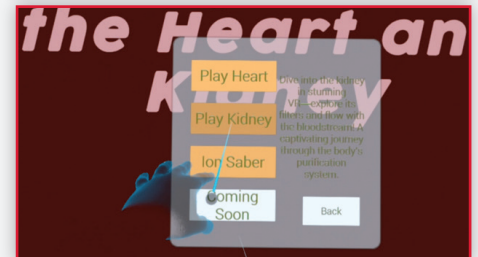 the Heart an
Kidney
Play Heart
Play Kidney
Ion Saber
Coming
Soon
Dive into the kidney
in stunning
VR—explore its
filters and flow with
the bloodstream! A
captivating journey
through the body's
purification
system.
Back